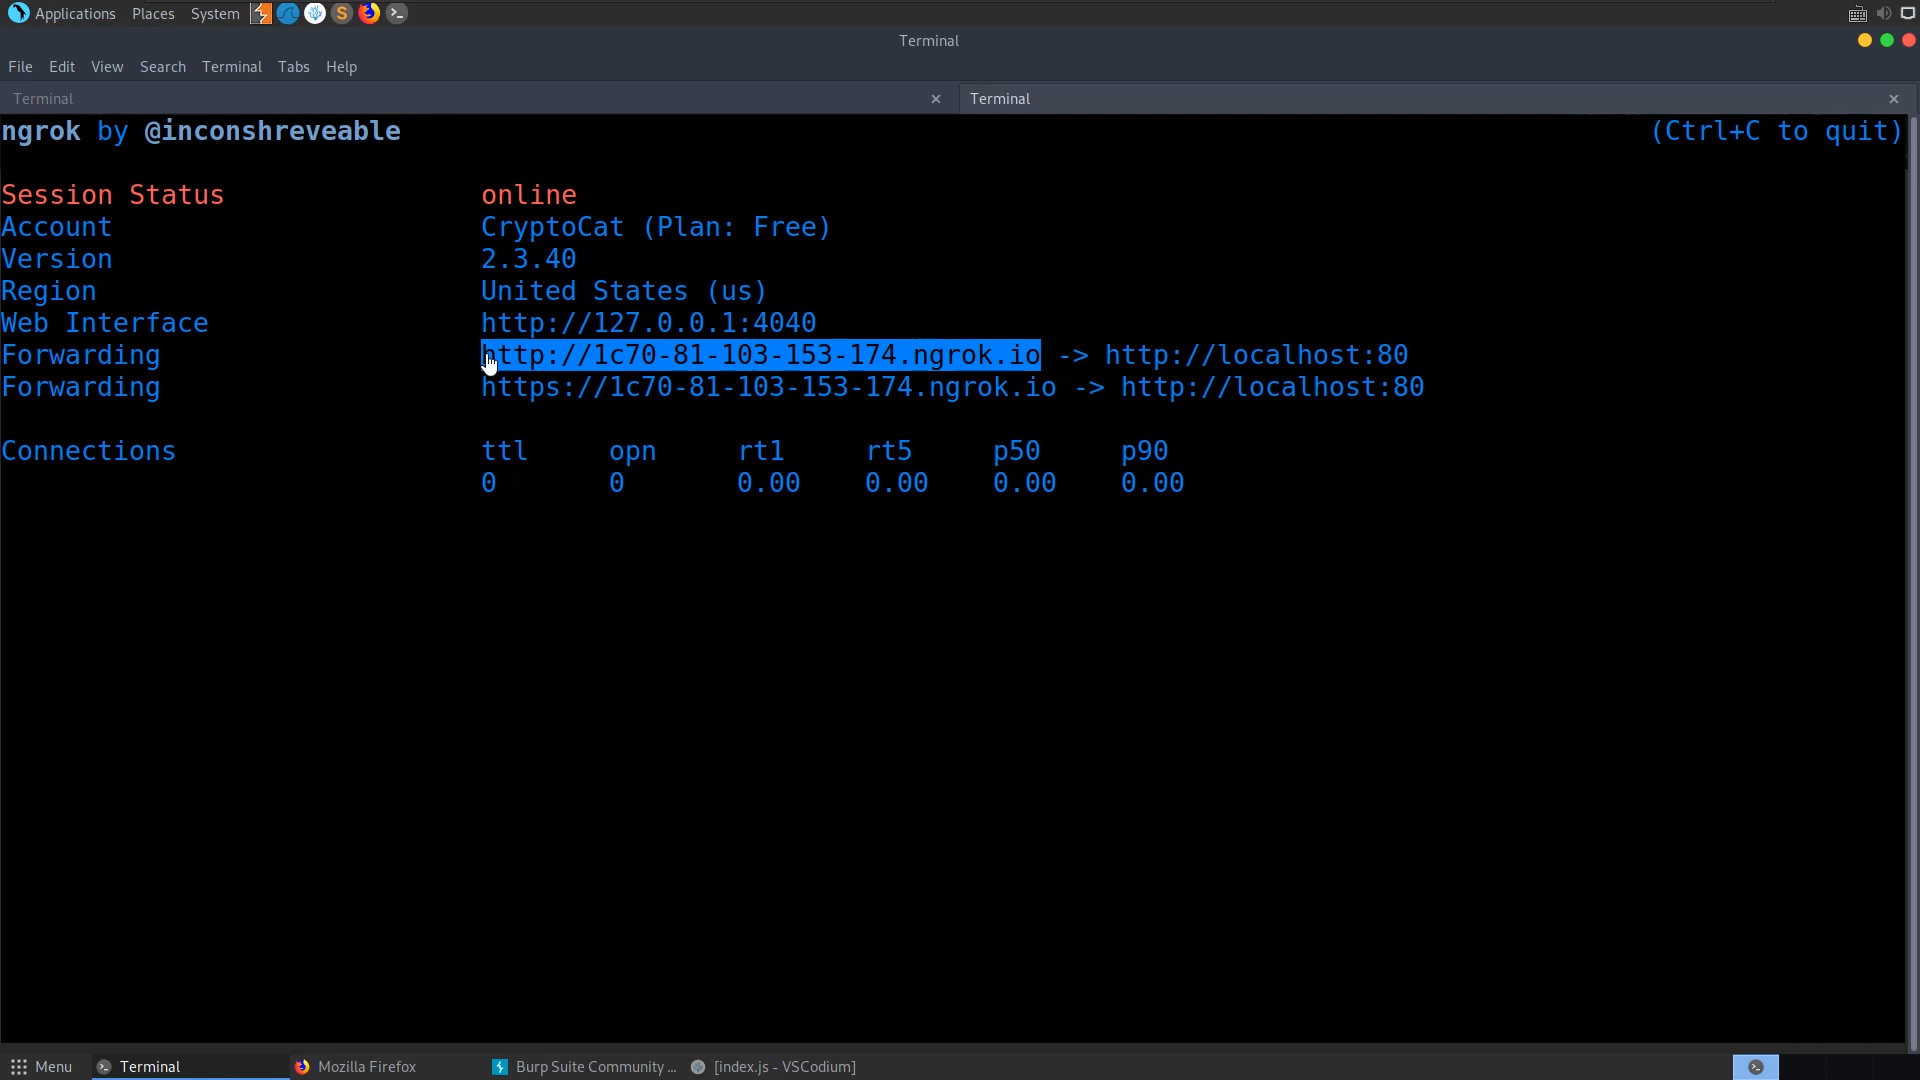 Applications Places System
Terminal
File Edit View Search Terminal Tabs Help
Terminal Terminal
ngrok by @inconshreveable (Ctrl+C to quit)
Session Status online
Account CryptoCat (Plan: Free)
Version 2.3.40
Region United States (us)
Web Interface http://127.0.0.1:4040
Forwarding http://1c70-81-103-153-174.ngrok.io -> http://localhost:80
Forwarding https://1c70-81-103-153-174.ngrok.io -> http://localhost:80
Connections ttl opn rt1 rt5 p50 p90
0 0 0.00 0.00 0.00 0.00
Menu Terminal Mozilla Firefox Burp Suite Community ... [index.js - VSCodium]